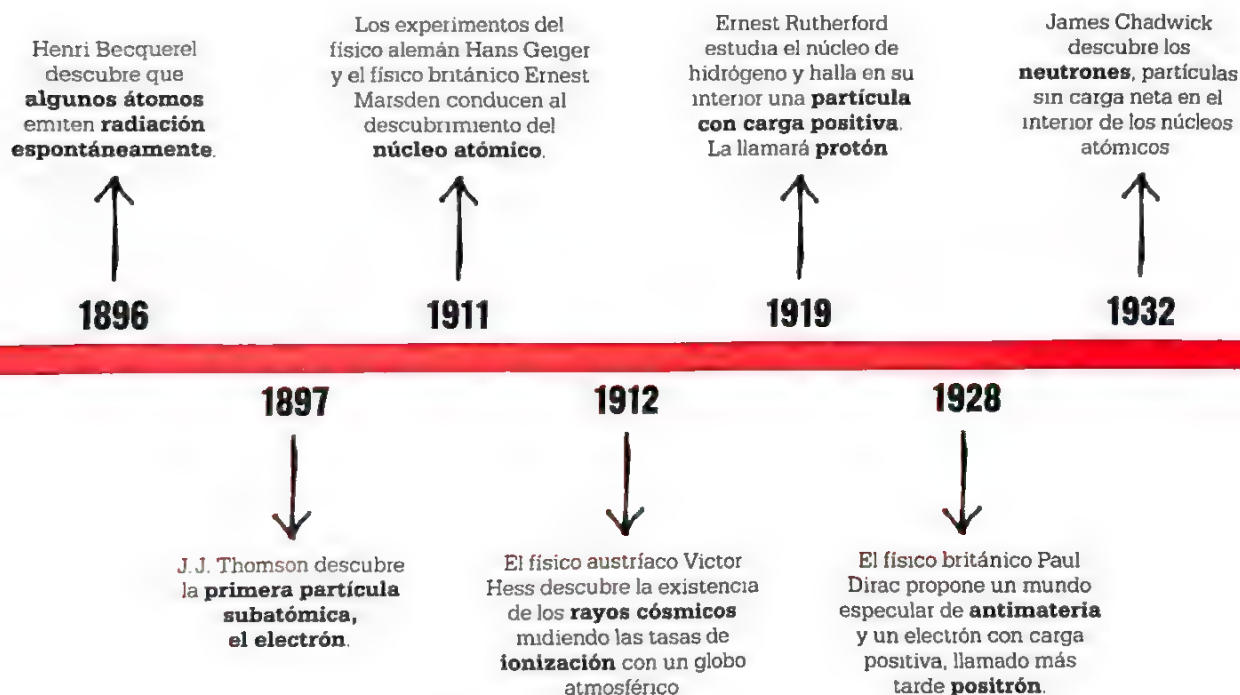 Henri Becquerel
descubre que
algunos átomos
emiten radiación
espontáneamente.
1896
J.J. Thomson descubre
la primera partícula
subatómica,
el electrón.
1897
Los experimentos del
físico alemán Hans Geiger
y el físico británico Ernest
Marsden conducen al
descubrimiento del
núcleo atómico.
1911
El físico austríaco Victor
Hess descubre la existencia
de los rayos cósmicos
midiendo las tasas de
ionización con un globo
atmosférico
1912
Ernest Rutherford
estudia el núcleo de
hidrógeno y halla en su
interior una partícula
con carga positiva.
La llamará protón
1919
El físico británico Paul
Dirac propone un mundo
especular de antimateria
y un electrón con carga
positiva, llamado más
tarde positrón.
1928
James Chadwick
descubre los
neutrones, partículas
sin carga neta en el
interior de los núcleos
atómicos
1932